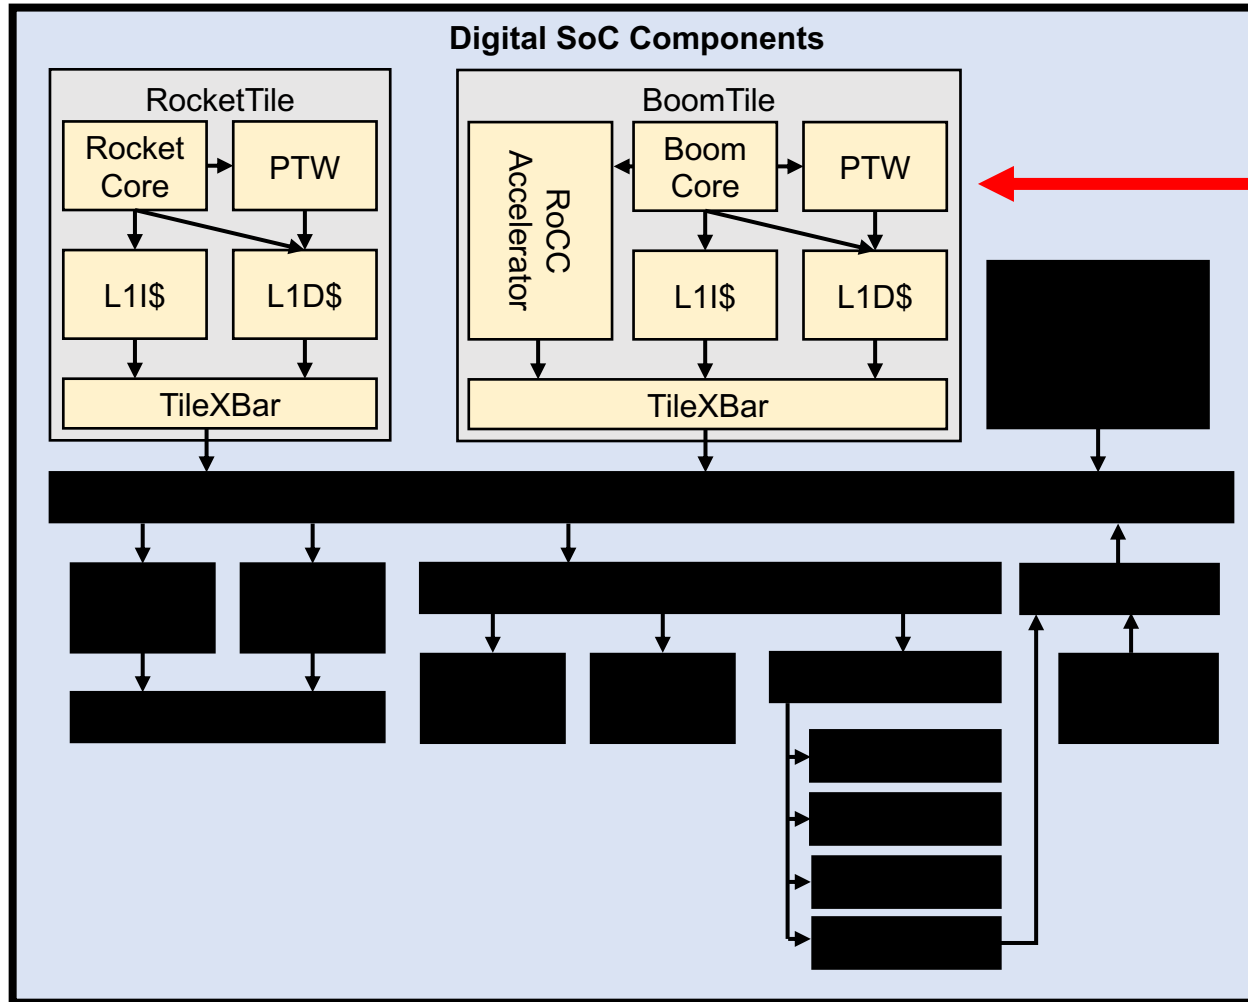 Digital SoC Components
RocketTile
Rocket
Core
PTW
L1I$
L1D$
TileXBar
BoomTile
RoCC
Accelerator
Boom
Core
PTW
L1I$
L1D$
TileXBar